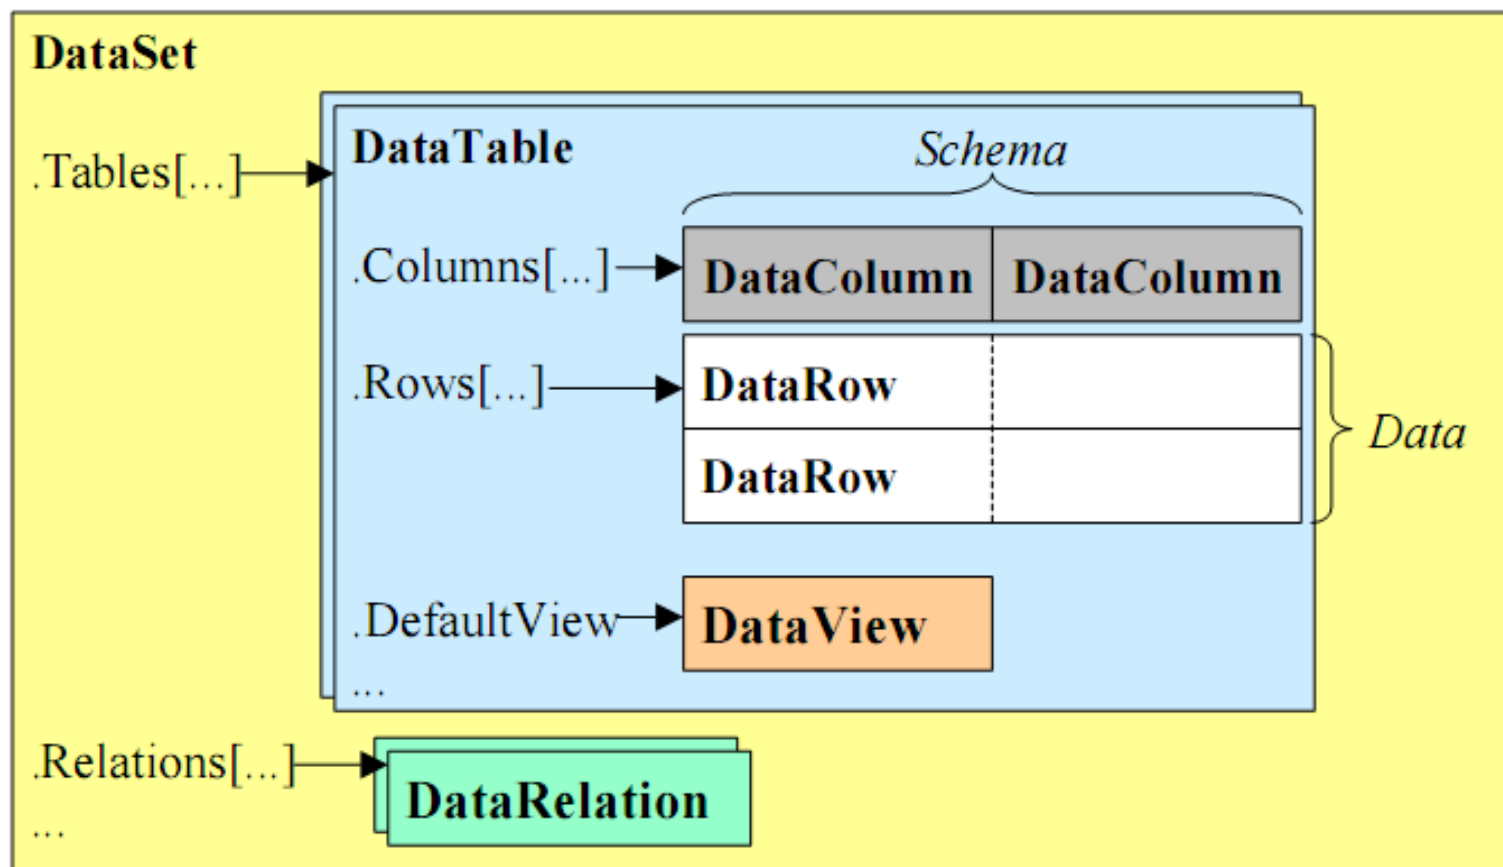 DataSet
.Tables[...]
DataTable
Schema
.Columns[...]
DataColumn DataColumn
.Rows[...]
DataRow
DataRow
Data
.DefaultView
DataView
...
.Relations[...]
DataRelation
...